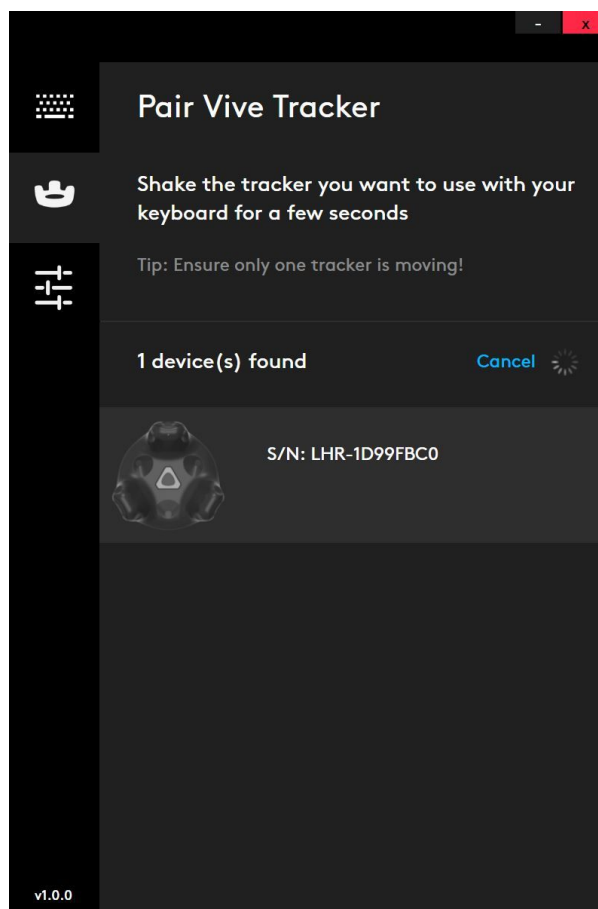 - x
Pair Vive Tracker
Shake the tracker you want to use with your
keyboard for a few seconds
Tip: Ensure only one tracker is moving!
1 device(s) found Cancel
S/N: LHR-1D99FBC0
v1.0.0